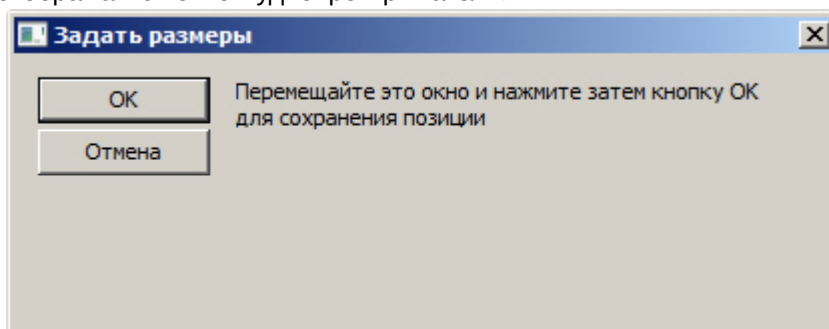 Задать размеры
OK
Перемещайте это окно и нажмите затем кнопку OK
для сохранения позиции
Отмена